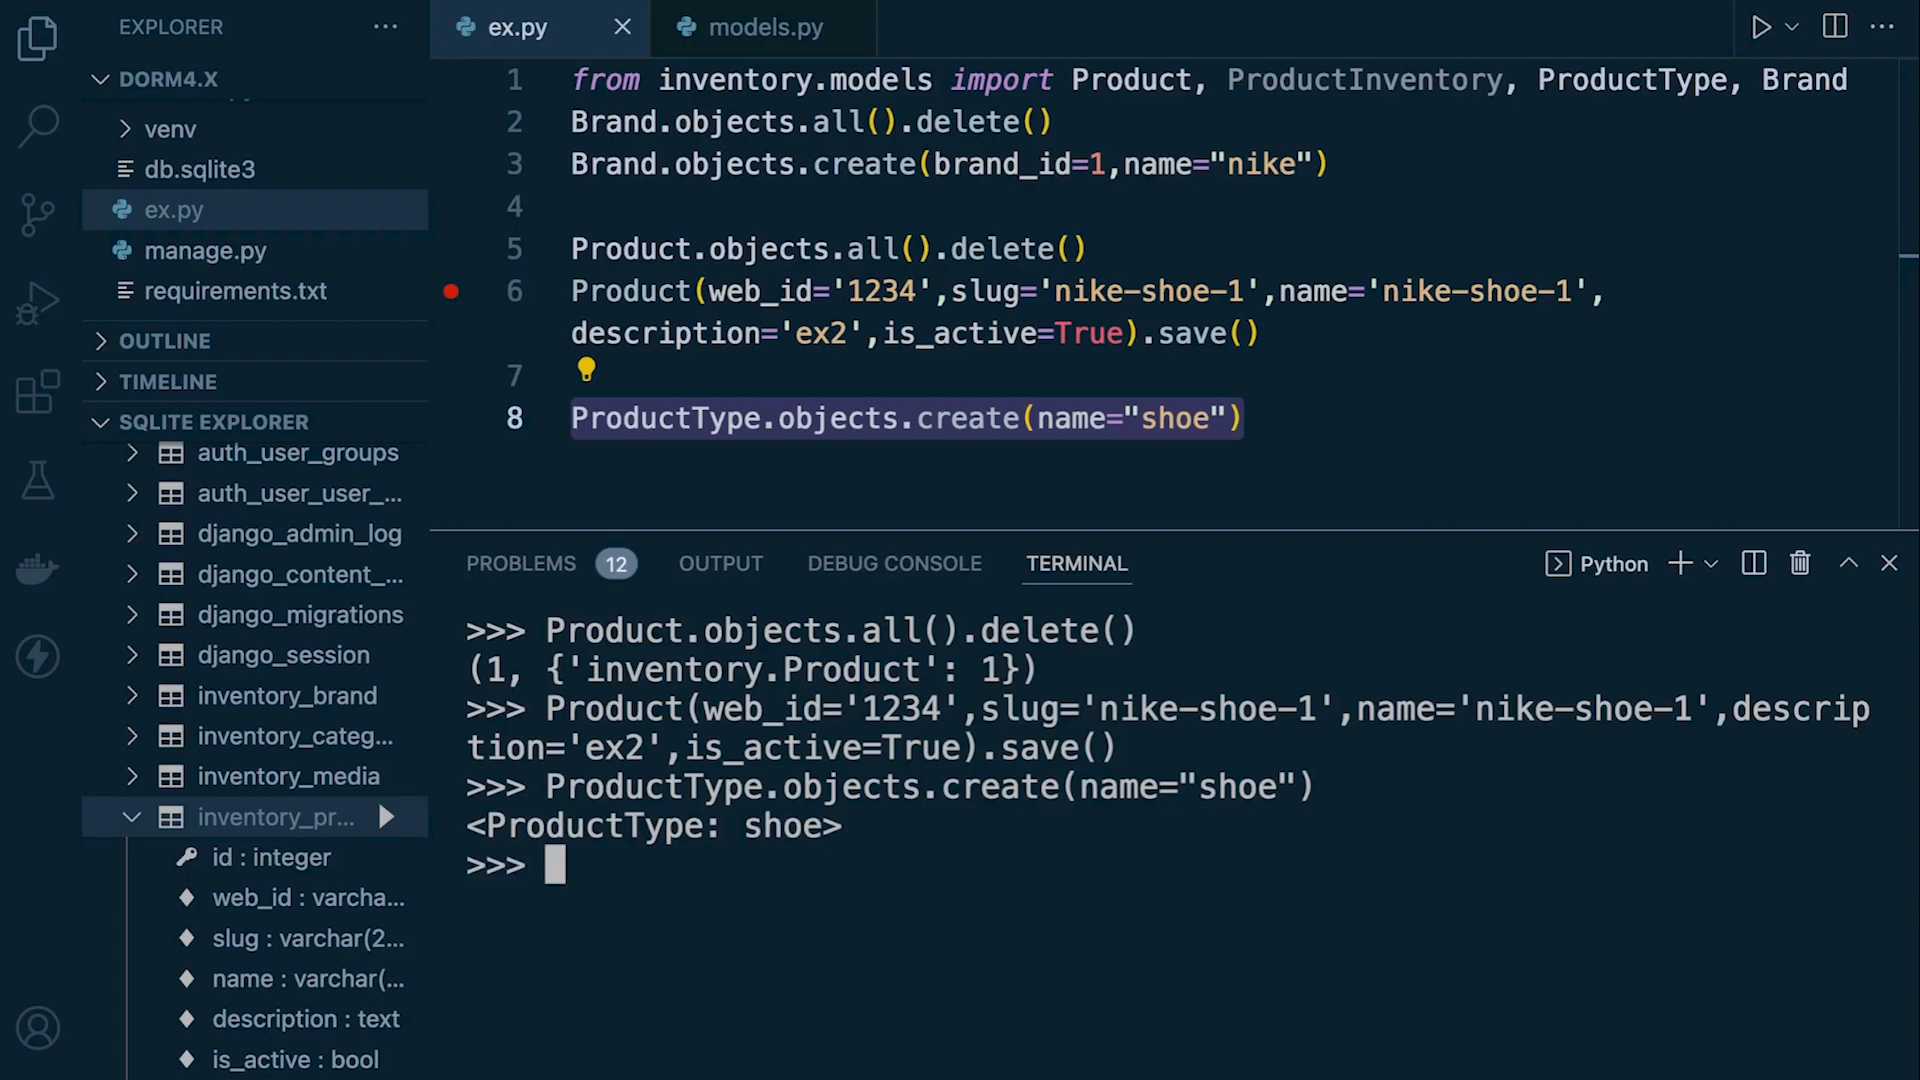 EXPLORER
DORM4.X
venv
db.sqlite3
ex.py
manage.py
requirements.txt
OUTLINE
TIMELINE
SQLITE EXPLORER
auth_user_groups
auth_user_user_...
django_admin_log
django_content_...
django_migrations
django_session
inventory_brand
inventory_categ...
inventory_media
inventory_pr...
id : integer
web_id : varcha...
slug : varchar(2...
name : varchar(...
description : text
is_active : bool
ex.py
models.py
1 from inventory.models import Product, ProductInventory, ProductType, Brand
2 Brand.objects.all().delete()
3 Brand.objects.create(brand_id=1,name="nike")
4
5 Product.objects.all().delete()
6 Product(web_id='1234',slug='nike-shoe-1',name='nike-shoe-1',
description='ex2',is_active=True).save()
7
8 ProductType.objects.create(name="shoe")
PROBLEMS 12 OUTPUT DEBUG CONSOLE TERMINAL Python
>>> Product.objects.all().delete()
(1, {'inventory.Product': 1})
>>> Product(web_id='1234',slug='nike-shoe-1',name='nike-shoe-1',descrip
tion='ex2',is_active=True).save()
>>> ProductType.objects.create(name="shoe")
<ProductType: shoe>
>>>